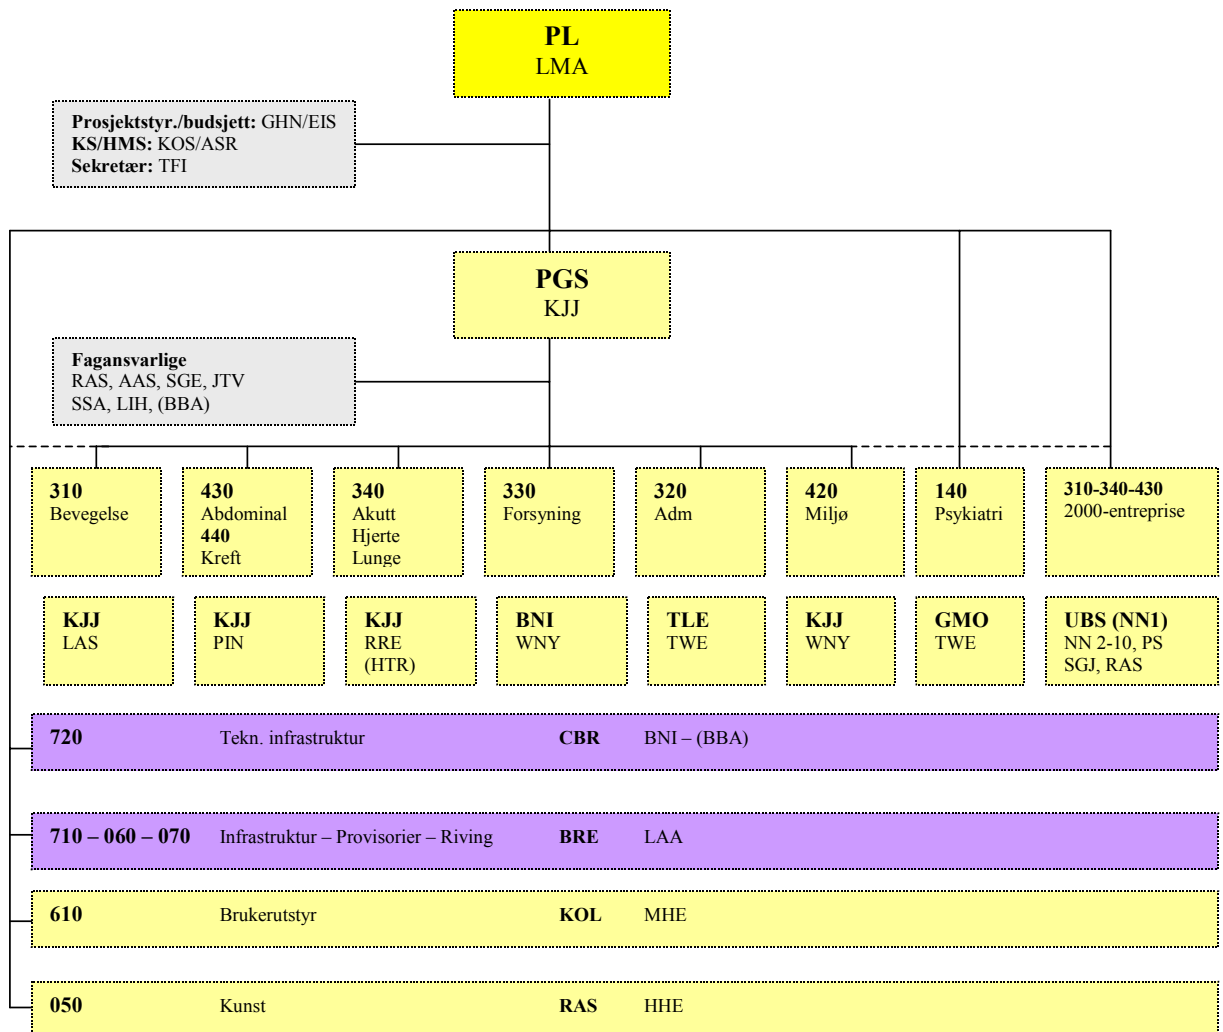 PL
LMA
Prosjektstyr./budsjett: GHN/EIS
KS/HMS: KOS/ASR
Sekretær: TFI
PGS
KJJ
Fagansvarlige
RAS, AAS, SGE, JTV
SSA, LIH, (BBA)
310
Bevegelse
430
Abdominal
440
Kreft
340
Akutt
Hjerte
Lunge
330
Forsyning
320
Adm
420
Miljø
140
Psykiatri
310-340-430
2000-entreprise
KJJ
LAS
KJJ
PIN
KJJ
RRE
(HTR)
BNI
WNY
TLE
TWE
KJJ
WNY
GMO
TWE
UBS (NN1)
NN 2-10, PS
SGJ, RAS
720 Tekn. infrastruktur CBR BNI – (BBA)
710 – 060 – 070 Infrastruktur – Provisorier – Riving BRE LAA
610 Brukerutstyr KOL MHE
050 Kunst RAS HHE